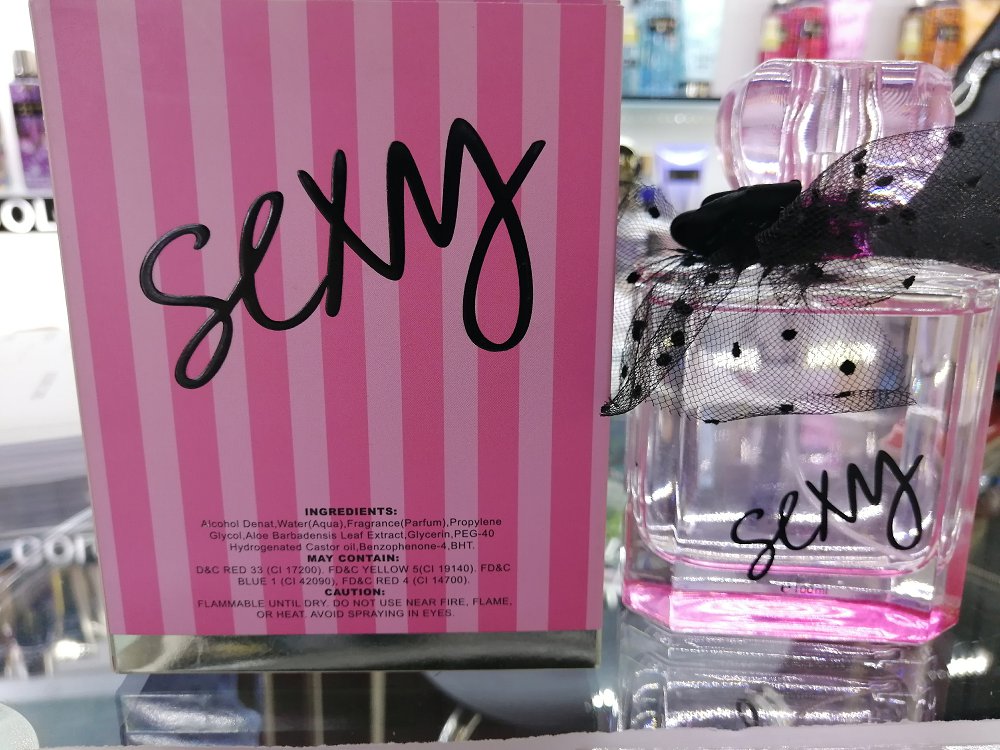 sexy
INGREDIENTS:
Alcohol Denat,Water(Aqua),Fragrance(Parfum),Propylene
Glycol,Aloe Barbadensis Leaf Extract,Glycerin,PEG-40
Hydrogenated Castor oil,Benzophenone-4,BHT.
MAY CONTAIN:
D&C RED 33 (CI 17200), FD&C YELLOW 5(CI 19140). FD&C
BLUE 1 (CI 42090), FD&C RED 4 (CI 14700).
CAUTION:
FLAMMABLE UNTIL DRY. DO NOT USE NEAR FIRE, FLAME,
OR HEAT. AVOID SPRAYING IN EYES.
sexy
e 100ml